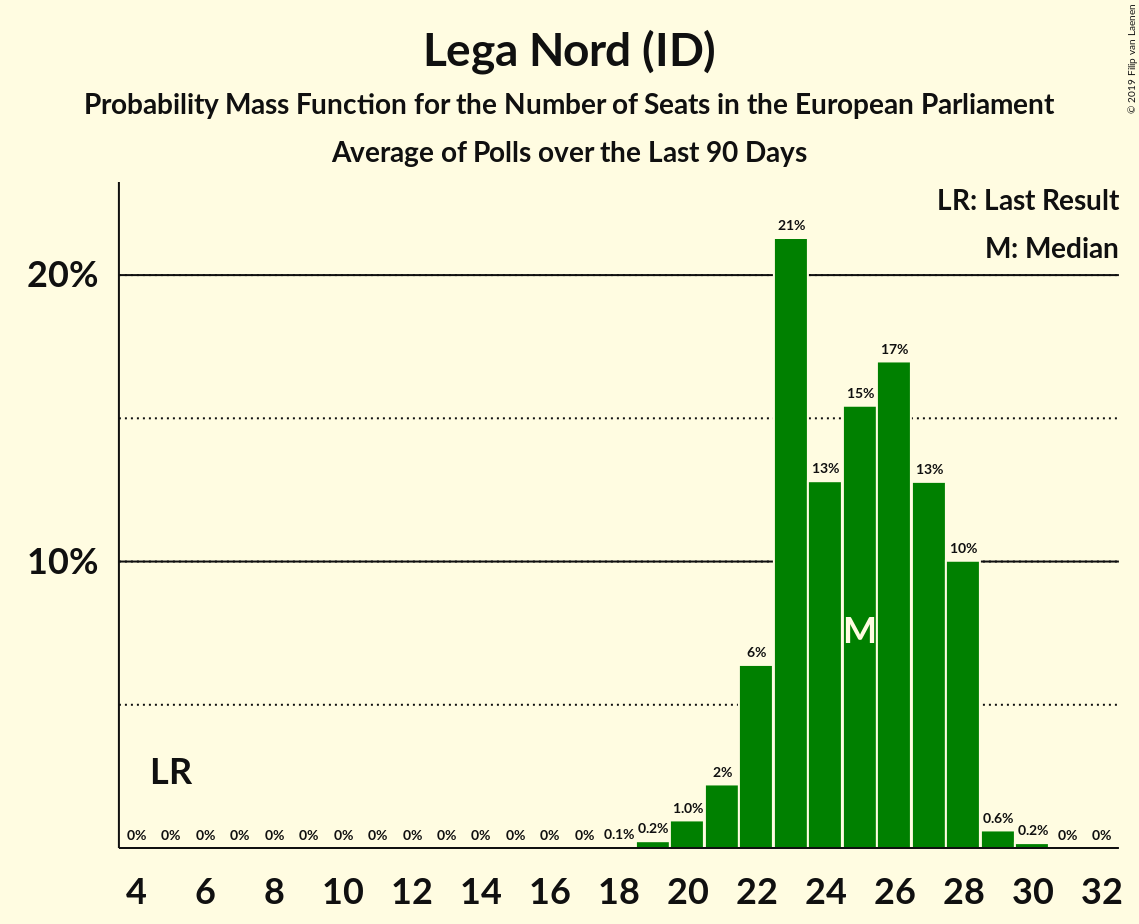 Lega Nord (ID)
Probability Mass Function for the Number of Seats in the European Parliament
Average of Polls over the Last 90 Days
© 2019 Filip van Laenen
LR: Last Result
M: Median
20%
10%
21%
17%
15%
13%
13%
10%
6%
2%
1.0%
0.6%
0% 0% 0% 0% 0% 0% 0% 0% 0% 0% 0% 0% 0% 0% 0.1% 0.2% 0.2% 0% 0%
M
LR
4 6 8 10 12 14 16 18 20 22 24 26 28 30 32